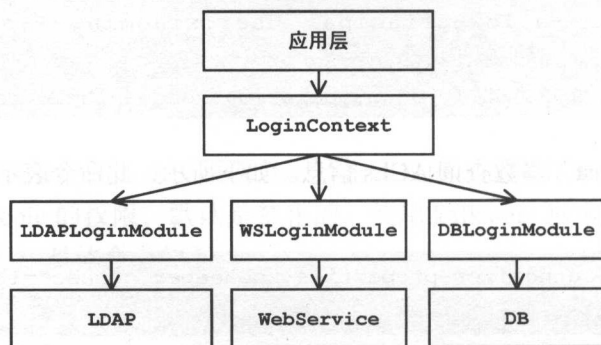 应用层
LoginContext
LDAPLoginModule
WSLoginModule
DBLoginModule
LDAP
WebService
DB